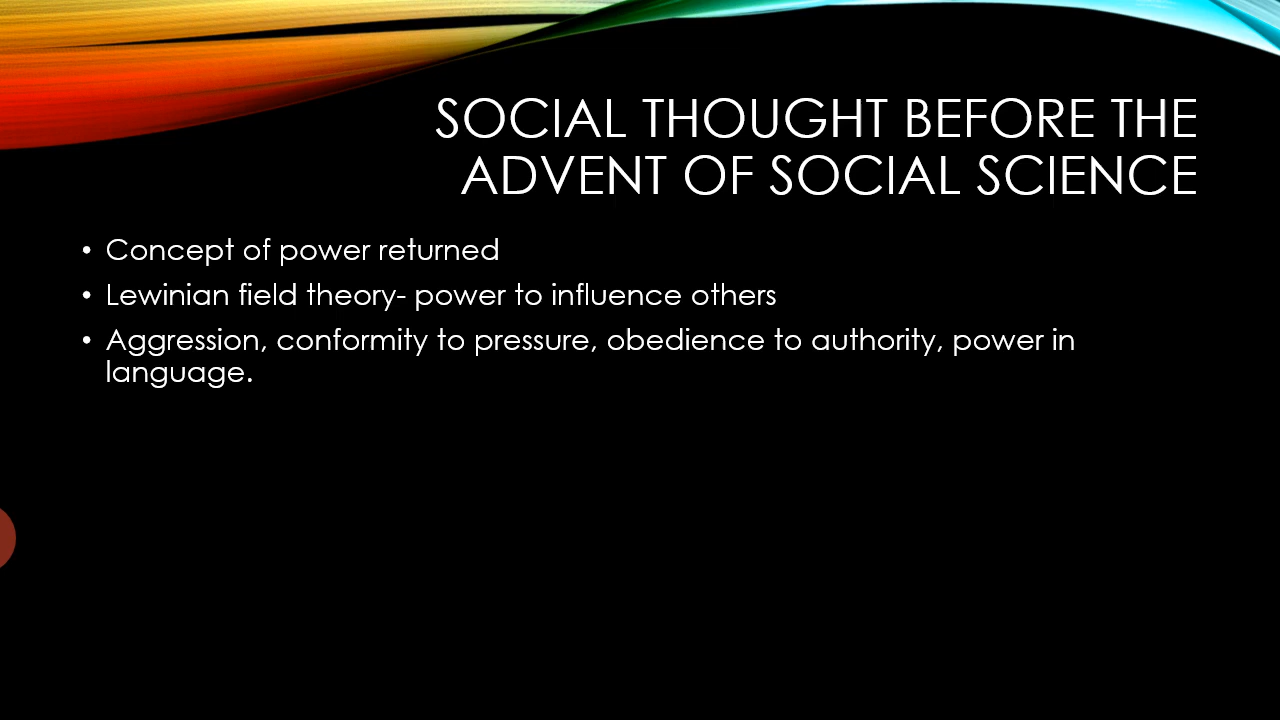 SOCIAL THOUGHT BEFORE THE
ADVENT OF SOCIAL SCIENCE
• Concept of power returned
• Lewinian field theory- power to influence others
• Aggression, conformity to pressure, obedience to authority, power in
language.